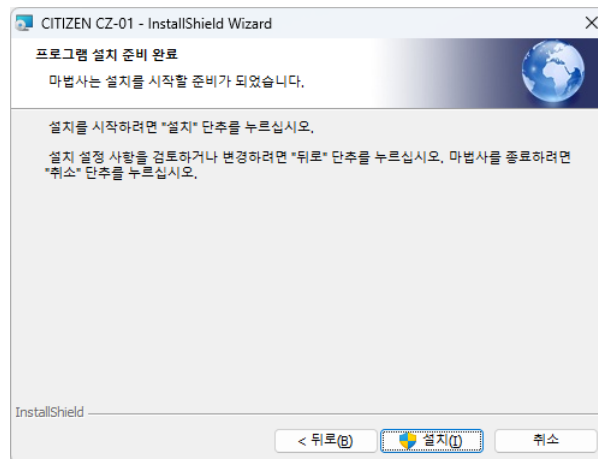 CITIZEN CZ-01 - InstallShield Wizard
프로그램 설치 준비 완료
마법사는 설치를 시작할 준비가 되었습니다.
설치를 시작하려면 "설치" 단추를 누르십시오.
설치 설정 사항을 검토하거나 변경하려면 "뒤로" 단추를 누르십시오. 마법사를 종료하려면
"취소" 단추를 누르십시오.
InstallShield
< 뒤로(B) 설치(I) 취소